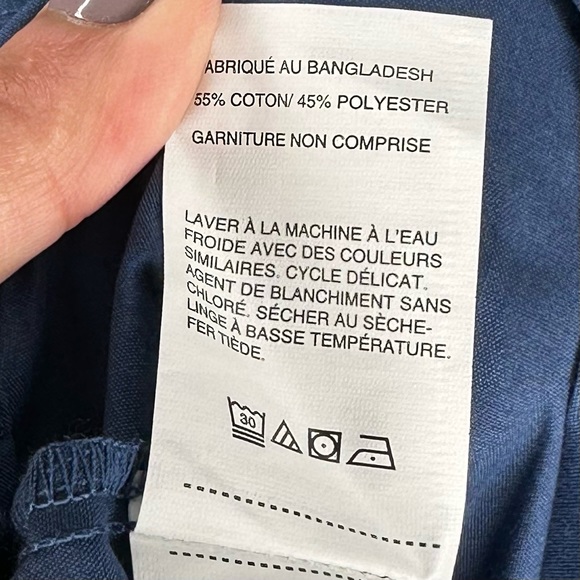 FABRIQUÉ AU BANGLADESH
55% COTON/ 45% POLYESTER
GARNITURE NON COMPRISE
LAVER À LA MACHINE À L'EAU
FROIDE AVEC DES COULEURS
SIMILAIRES. CYCLE DÉLICAT.
AGENT DE BLANCHIMENT SANS
CHLORÉ. SÉCHER AU SÈCHE-
LINGE À BASSE TEMPÉRATURE.
FER TIÈDE.
30